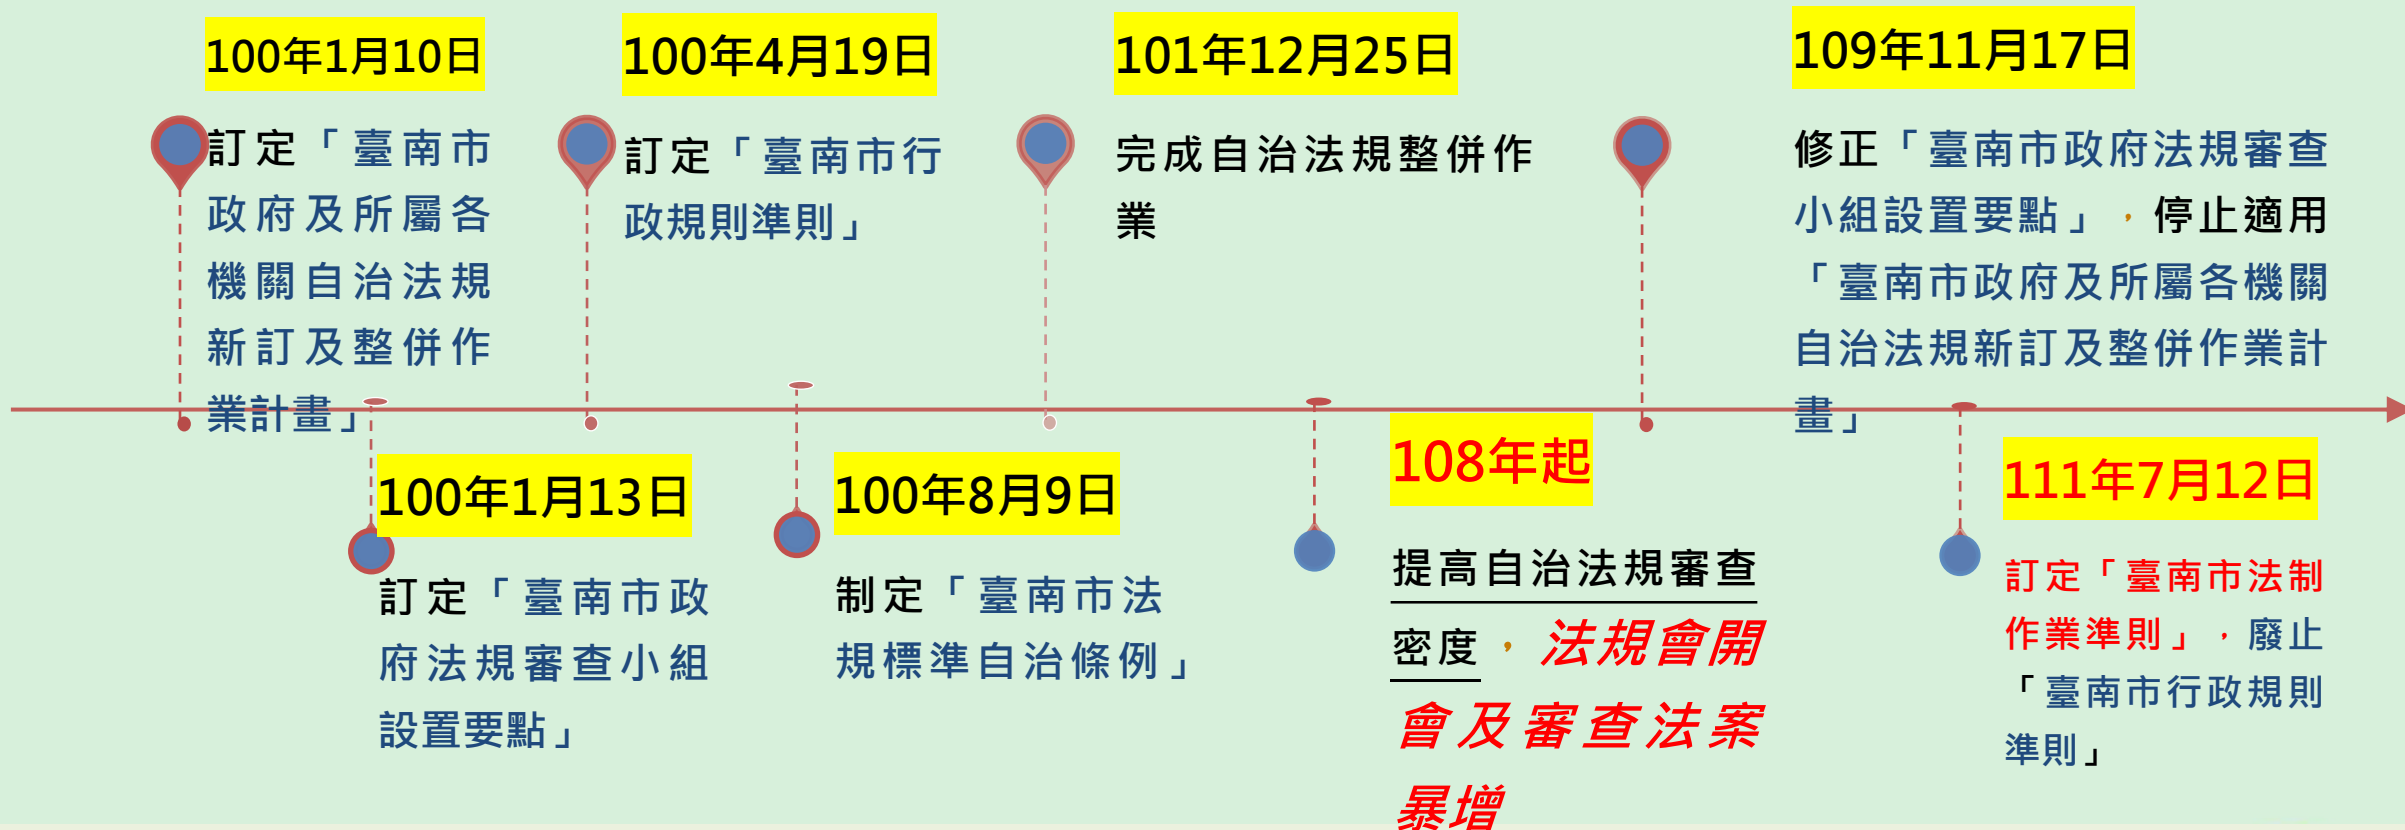 100年1月10日
訂定「臺南市
政府及所屬各
機關自治法規
新訂及整併作
業計畫」
100年1月13日
訂定「臺南市政
府法規審查小組
設置要點」
100年4月19日
訂定「臺南市行
政規則準則」
100年8月9日
制定「臺南市法
規標準自治條例」
101年12月25日
完成自治法規整併作
業
108年起
提高自治法規審查
密度，法規會開
會及審查法案
暴增
109年11月17日
修正「臺南市政府法規審查
小組設置要點」，停止適用
「臺南市政府及所屬各機關
自治法規新訂及整併作業計
畫」
111年7月12日
訂定「臺南市法制
作業準則」，廢止
「臺南市行政規則
準則」